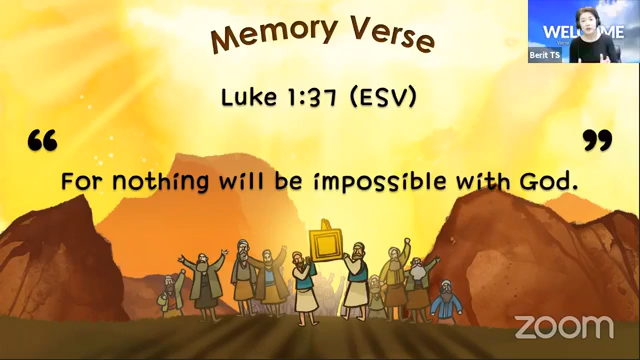 Memory Verse
Luke 1:37 (ESV)
“ ”
For nothing will be impossible with God.
WELCOME
Berit TS
zoom